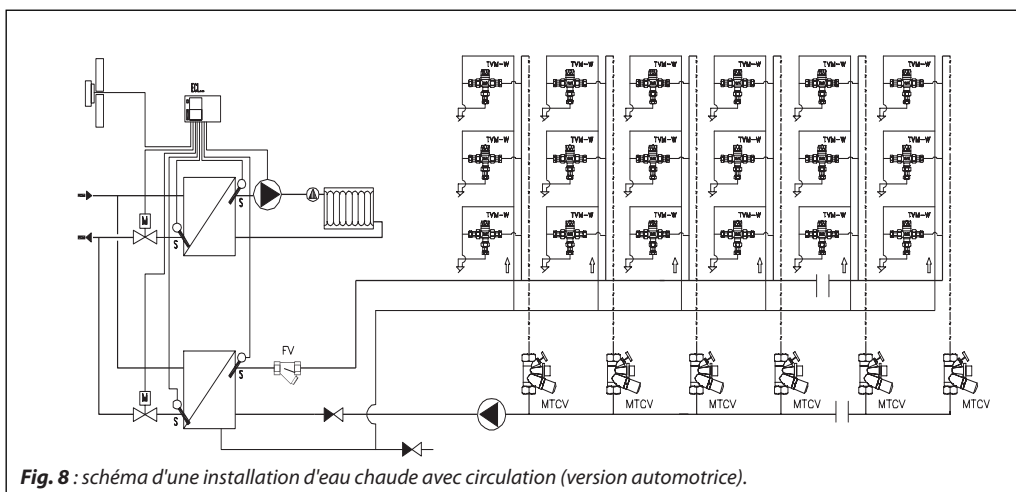 ECL...
TVM-W TVM-W TVM-W TVM-W TVM-W TVM-W
TVM-W TVM-W TVM-W TVM-W TVM-W TVM-W
M S
TVM-W TVM-W TVM-W TVM-W TVM-W TVM-W
S
FV
S
M
S
MTCV MTCV MTCV MTCV MTCV MTCV
Fig. 8 : schéma d'une installation d'eau chaude avec circulation (version automotrice).